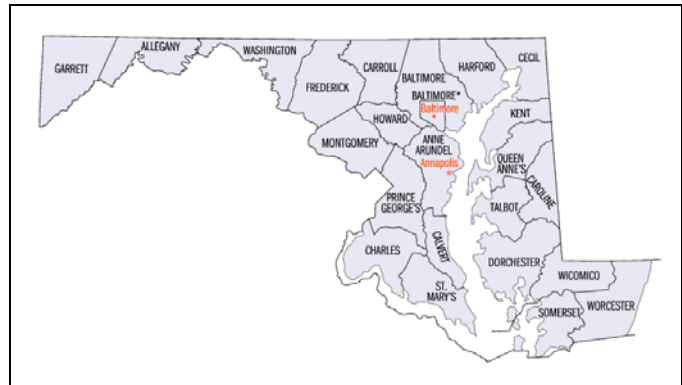 GARRETT
ALLEGANY
WASHINGTON
FREDERICK
CARROLL
BALTIMORE
HARFORD
CECIL
BALTIMORE*
Baltimore
HOWARD
KENT
MONTGOMERY
ANNE
ARUNDEL
Annapolis
QUEEN
ANNE'S
CAROLINE
PRINCE
GEORGE'S
TALBOT
CALVERT
CHARLES
DORCHESTER
ST.
MARY'S
WICOMICO
SOMERSET
WORCESTER